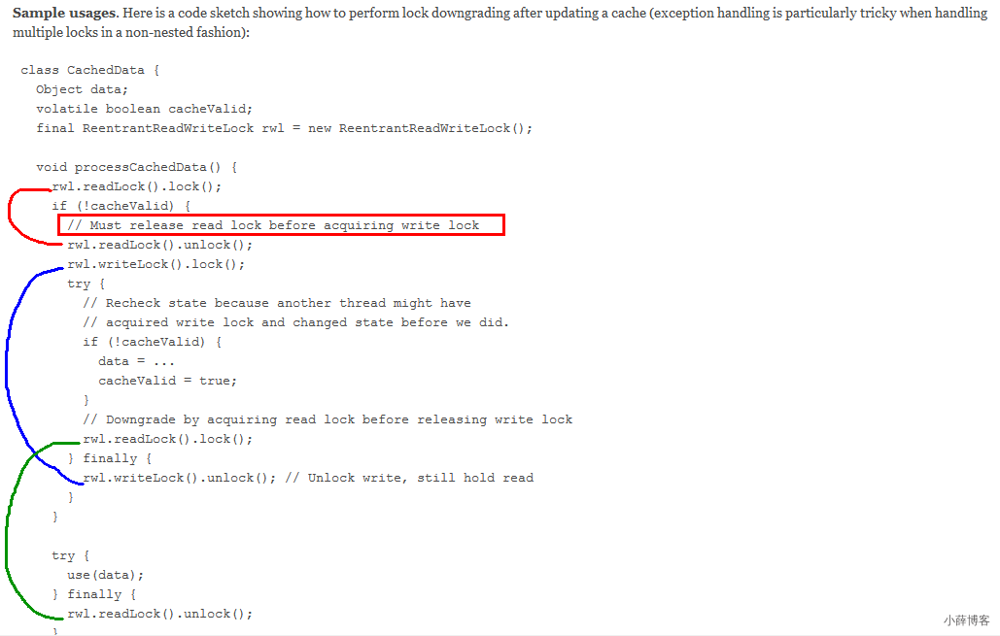 Sample usages. Here is a code sketch showing how to perform lock downgrading after updating a cache (exception handling is particularly tricky when handling
multiple locks in a non-nested fashion):
class CachedData {
Object data;
volatile boolean cacheValid;
final ReentrantReadWriteLock rwl = new ReentrantReadWriteLock();
void processCachedData() {
rwl.readLock().lock();
if (!cacheValid) {
// Must release read lock before acquiring write lock
rwl.readLock().unlock();
rwl.writeLock().lock();
try {
// Recheck state because another thread might have
// acquired write lock and changed state before we did.
if (!cacheValid) {
data = ...
cacheValid = true;
}
// Downgrade by acquiring read lock before releasing write lock
rwl.readLock().lock();
} finally {
rwl.writeLock().unlock(); // Unlock write, still hold read
}
}
try {
use(data);
} finally {
rwl.readLock().unlock();
}
小薛博客